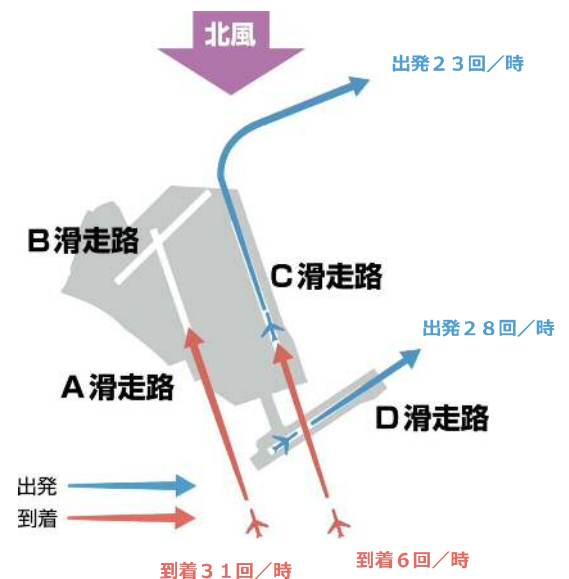 北風
出発２３回／時
B滑走路
C滑走路
出発２８回／時
A滑走路
D滑走路
出発
到着
到着３１回／時
到着６回／時